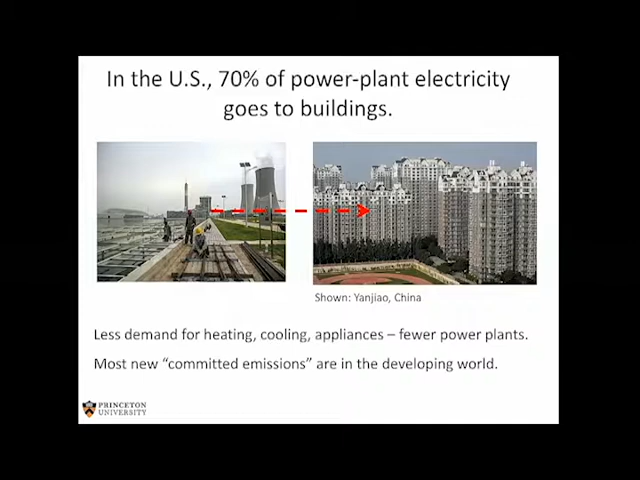 In the U.S., 70% of power-plant electricity
goes to buildings.
Shown: Yanjiao, China
Less demand for heating, cooling, appliances – fewer power plants.
Most new “committed emissions” are in the developing world.
PRINCETON
UNIVERSITY